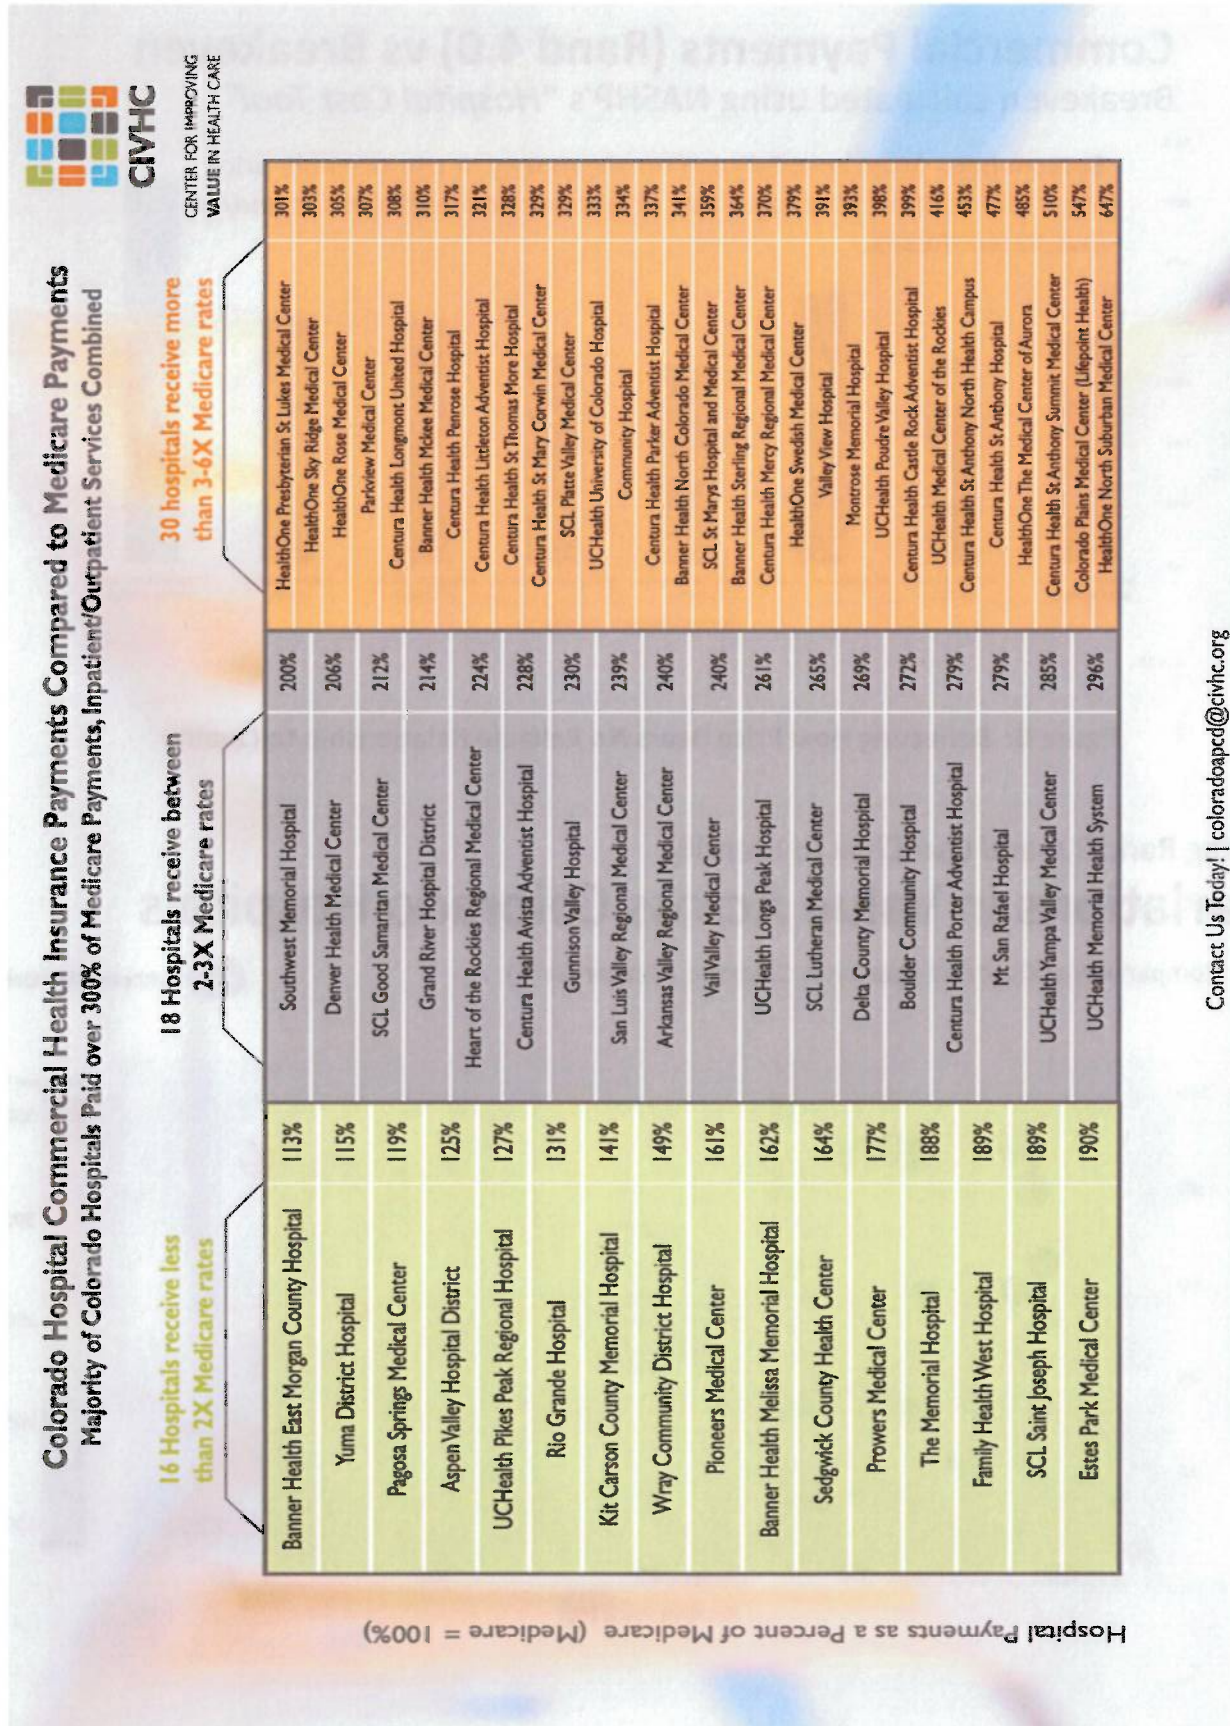 Colorado Hospital Commercial Health Insurance Payments Compared to Medicare Payments
Majority of Colorado Hospitals Paid over 300% of Medicare Payments, Inpatient/Outpatient Services Combined
CIVHC
CENTER FOR IMPROVING
VALUE IN HEALTH CARE
16 Hospitals receive less
than 2X Medicare rates
18 Hospitals receive between
2-3X Medicare rates
30 hospitals receive more
than 3-6X Medicare rates
Hospital Payments as a Percent of Medicare (Medicare = 100%)
Banner Health East Morgan County Hospital 113%
Yuma District Hospital 115%
Pagosa Springs Medical Center 119%
Aspen Valley Hospital District 125%
UCHealth Pikes Peak Regional Hospital 127%
Rio Grande Hospital 131%
Kit Carson County Memorial Hospital 141%
Wray Community District Hospital 149%
Pioneers Medical Center 161%
Banner Health Melissa Memorial Hospital 162%
Sedgwick County Health Center 164%
Prowers Medical Center 177%
The Memorial Hospital 188%
Family Health West Hospital 189%
SCL Saint Joseph Hospital 189%
Estes Park Medical Center 190%
Southwest Memorial Hospital 200%
Denver Health Medical Center 206%
SCL Good Samaritan Medical Center 212%
Grand River Hospital District 214%
Heart of the Rockies Regional Medical Center 224%
Centura Health Avista Adventist Hospital 228%
Gunnison Valley Hospital 230%
San Luis Valley Regional Medical Center 239%
Arkansas Valley Regional Medical Center 240%
Vail Valley Medical Center 240%
UCHealth Longs Peak Hospital 261%
SCL Lutheran Medical Center 265%
Delta County Memorial Hospital 269%
Boulder Community Hospital 272%
Centura Health Porter Adventist Hospital 279%
Mt San Rafael Hospital 279%
UCHealth Yampa Valley Medical Center 285%
UCHealth Memorial Health System 296%
HealthOne Presbyterian St Lukes Medical Center 301%
HealthOne Sky Ridge Medical Center 303%
HealthOne Rose Medical Center 305%
Parkview Medical Center 307%
Centura Health Longmont United Hospital 308%
Banner Health Mckee Medical Center 310%
Centura Health Penrose Hospital 317%
Centura Health Littleton Adventist Hospital 321%
Centura Health St Thomas More Hospital 328%
Centura Health St Mary Corwin Medical Center 329%
SCL Platte Valley Medical Center 329%
UCHealth University of Colorado Hospital 333%
Community Hospital 334%
Centura Health Parker Adventist Hospital 337%
Banner Health North Colorado Medical Center 341%
SCL St Marys Hospital and Medical Center 359%
Banner Health Sterling Regional Medical Center 364%
Centura Health Mercy Regional Medical Center 370%
HealthOne Swedish Medical Center 379%
Valley View Hospital 391%
Montrose Memorial Hospital 393%
UCHealth Poudre Valley Hospital 398%
Centura Health Castle Rock Adventist Hospital 399%
UCHealth Medical Center of the Rockies 416%
Centura Health St Anthony North Health Campus 453%
Centura Health St Anthony Hospital 477%
HealthOne The Medical Center of Aurora 485%
Centura Health St Anthony Summit Medical Center 510%
Colorado Plains Medical Center (Lifepoint Health) 547%
HealthOne North Suburban Medical Center 647%
Contact Us Today! | coloradoapcd@civhc.org